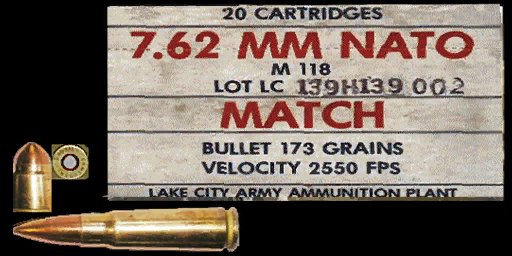 20 CARTRIDGES
7.62 MM NATO
M 118
LOT LC 139H139 002
MATCH
BULLET 173 GRAINS
VELOCITY 2550 FPS
LAKE CITY ARMY AMMUNITION PLANT